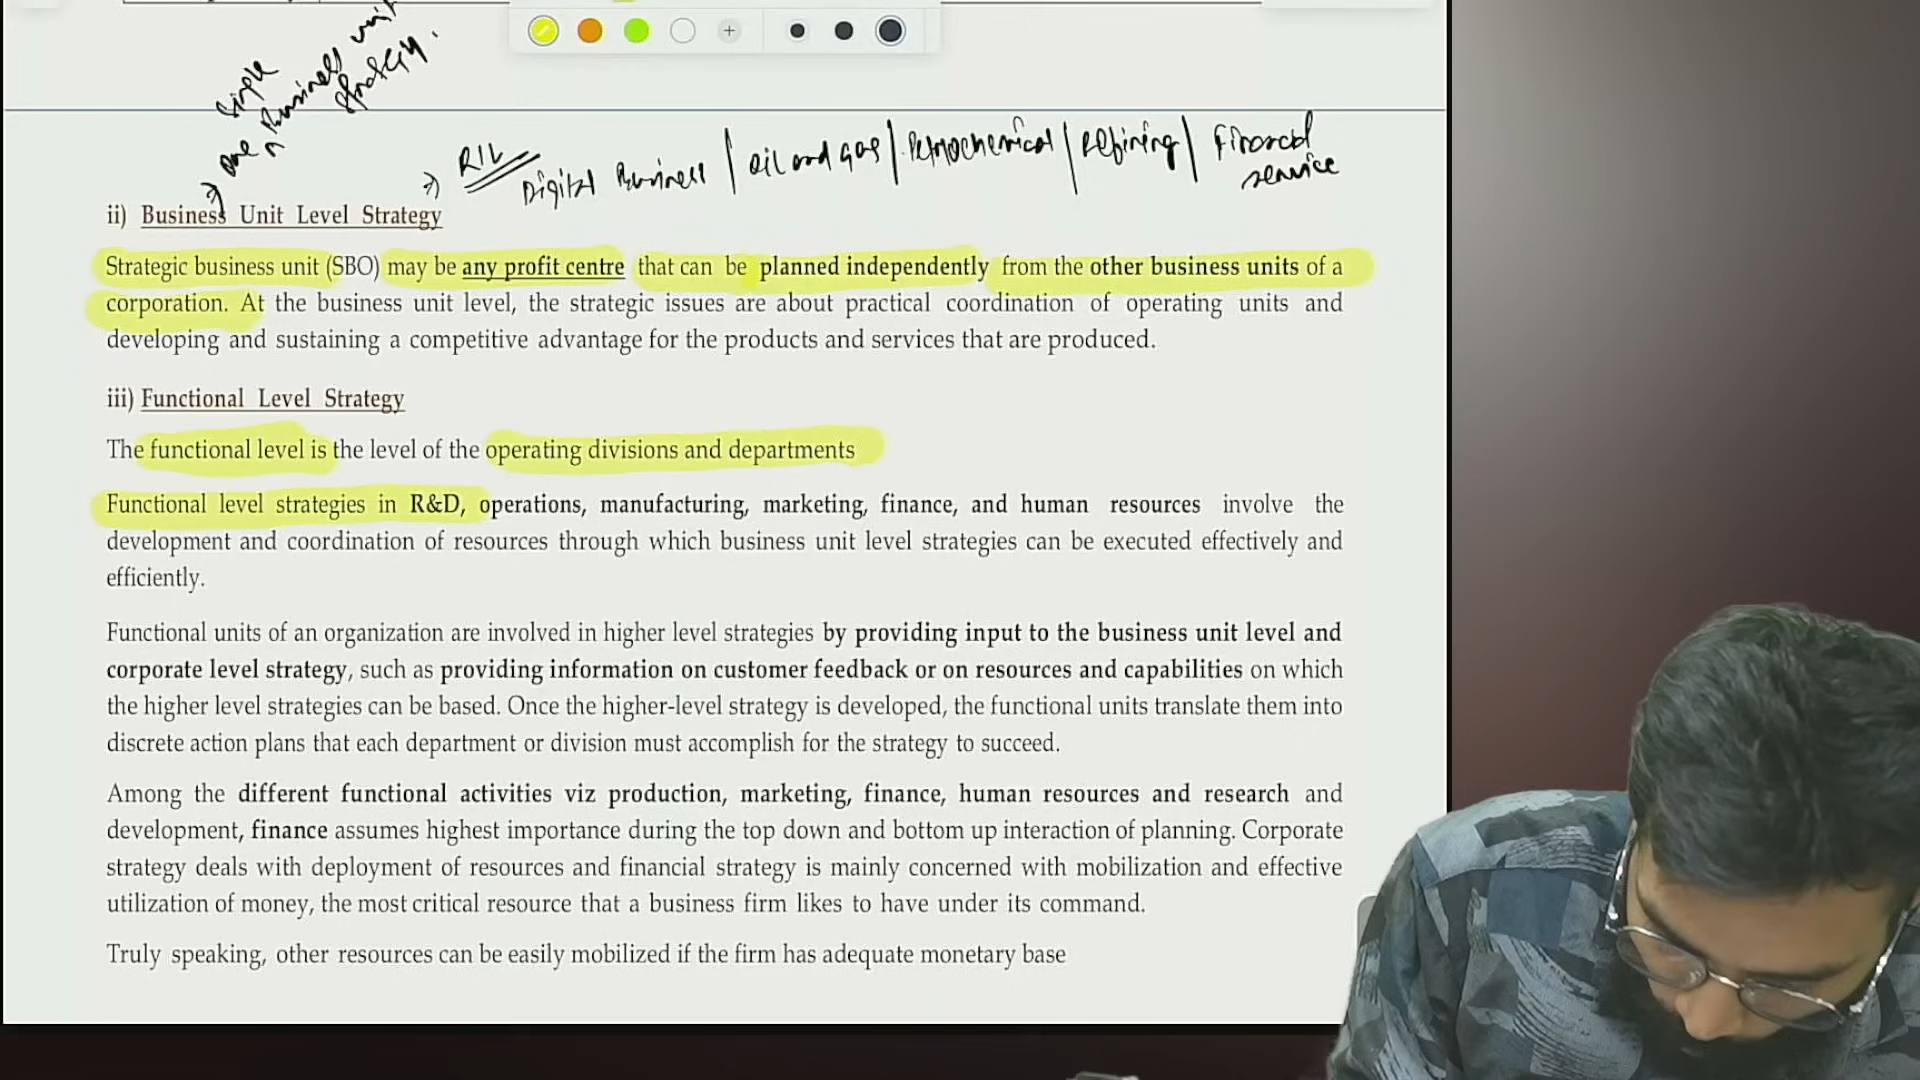 Single
one Business unit
strategy.
RIL
Digital Business | oil and gas | Petrochemical | Refining | Financial
service
ii) Business Unit Level Strategy
Strategic business unit (SBO) may be any profit centre that can be planned independently from the other business units of a
corporation. At the business unit level, the strategic issues are about practical coordination of operating units and
developing and sustaining a competitive advantage for the products and services that are produced.
iii) Functional Level Strategy
The functional level is the level of the operating divisions and departments
Functional level strategies in R&D, operations, manufacturing, marketing, finance, and human resources involve the
development and coordination of resources through which business unit level strategies can be executed effectively and
efficiently.
Functional units of an organization are involved in higher level strategies by providing input to the business unit level and
corporate level strategy, such as providing information on customer feedback or on resources and capabilities on which
the higher level strategies can be based. Once the higher-level strategy is developed, the functional units translate them into
discrete action plans that each department or division must accomplish for the strategy to succeed.
Among the different functional activities viz production, marketing, finance, human resources and research and
development, finance assumes highest importance during the top down and bottom up interaction of planning. Corporate
strategy deals with deployment of resources and financial strategy is mainly concerned with mobilization and effective
utilization of money, the most critical resource that a business firm likes to have under its command.
Truly speaking, other resources can be easily mobilized if the firm has adequate monetary base